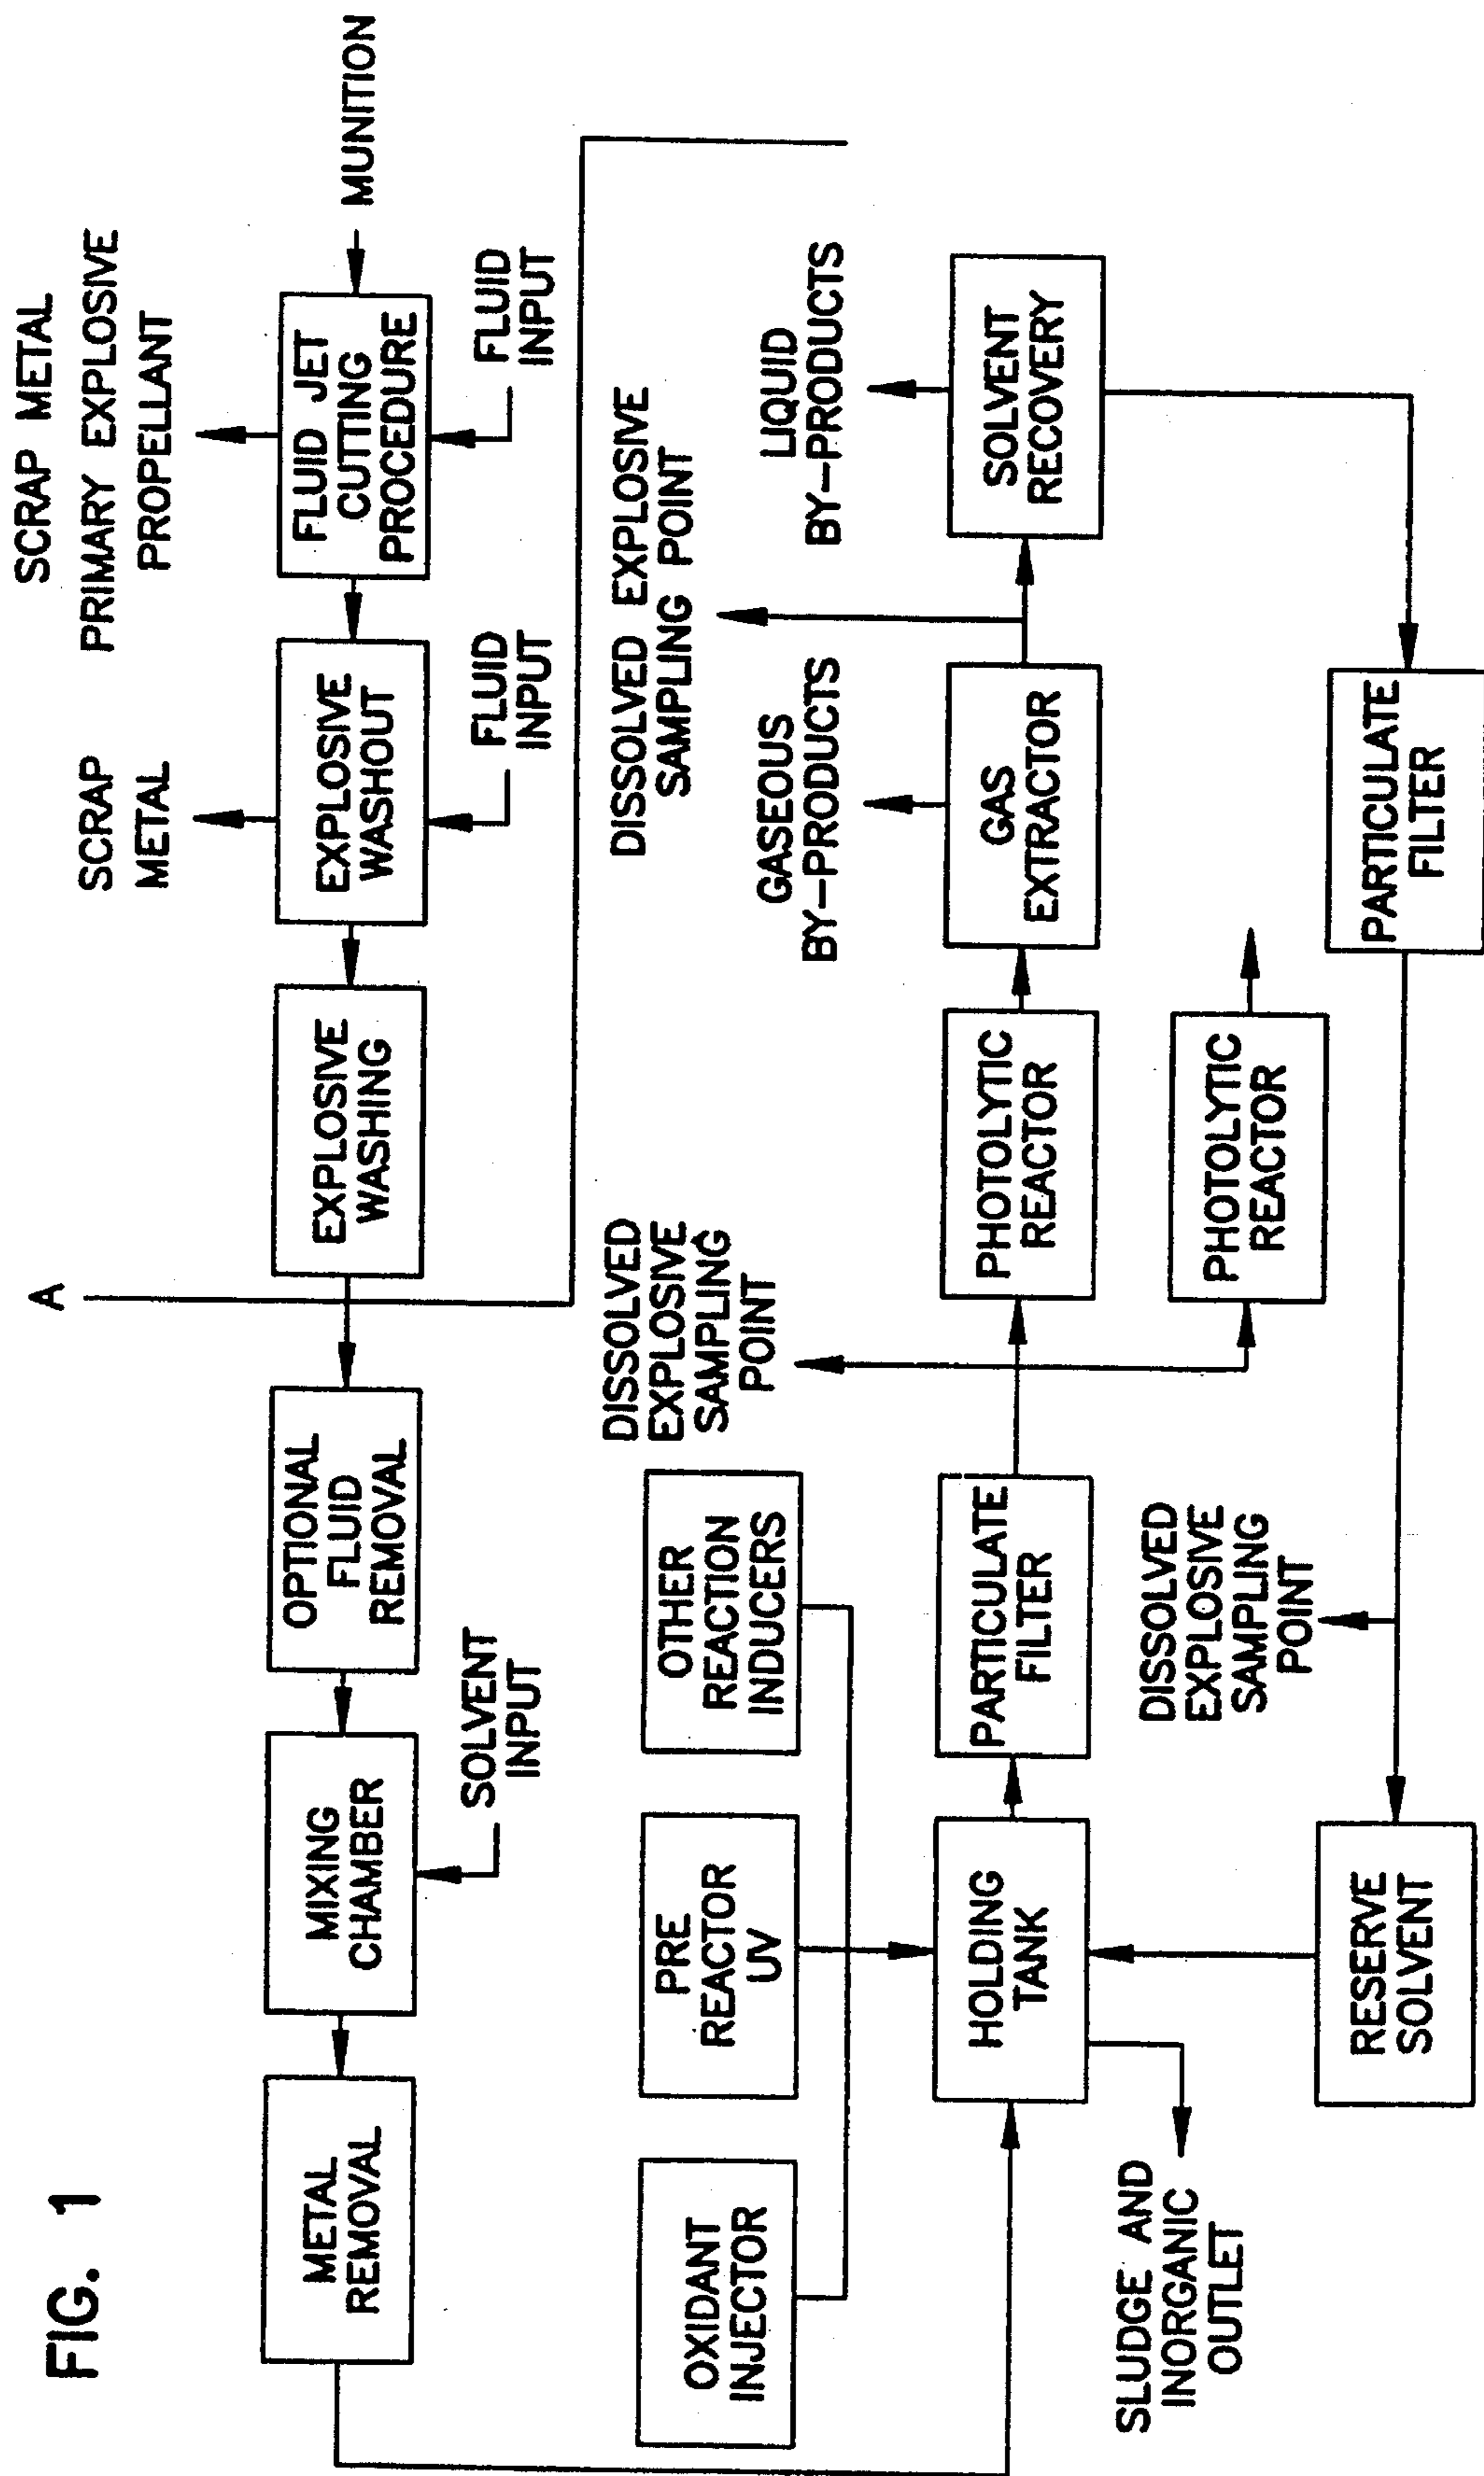 FIG. 1
A
SCRAP METAL
PRIMARY EXPLOSIVE
PROPELLANT
SCRAP
METAL
METAL
REMOVAL
MIXING
CHAMBER
OPTIONAL
FLUID
REMOVAL
EXPLOSIVE
WASHING
EXPLOSIVE
WASHOUT
FLUID JET
CUTTING
PROCEDURE
MUNITION
SOLVENT
INPUT
FLUID
INPUT
FLUID
INPUT
OXIDANT
INJECTOR
PRE
REACTOR
UV
OTHER
REACTION
INDUCERS
DISSOLVED
EXPLOSIVE
SAMPLING
POINT
DISSOLVED EXPLOSIVE
SAMPLING POINT
GASEOUS
BY-PRODUCTS
LIQUID
BY-PRODUCTS
HOLDING
TANK
PARTICULATE
FILTER
PHOTOLYTIC
REACTOR
GAS
EXTRACTOR
SOLVENT
RECOVERY
SLUDGE AND
INORGANIC
OUTLET
DISSOLVED
EXPLOSIVE
SAMPLING
POINT
PHOTOLYTIC
REACTOR
RESERVE
SOLVENT
PARTICULATE
FILTER